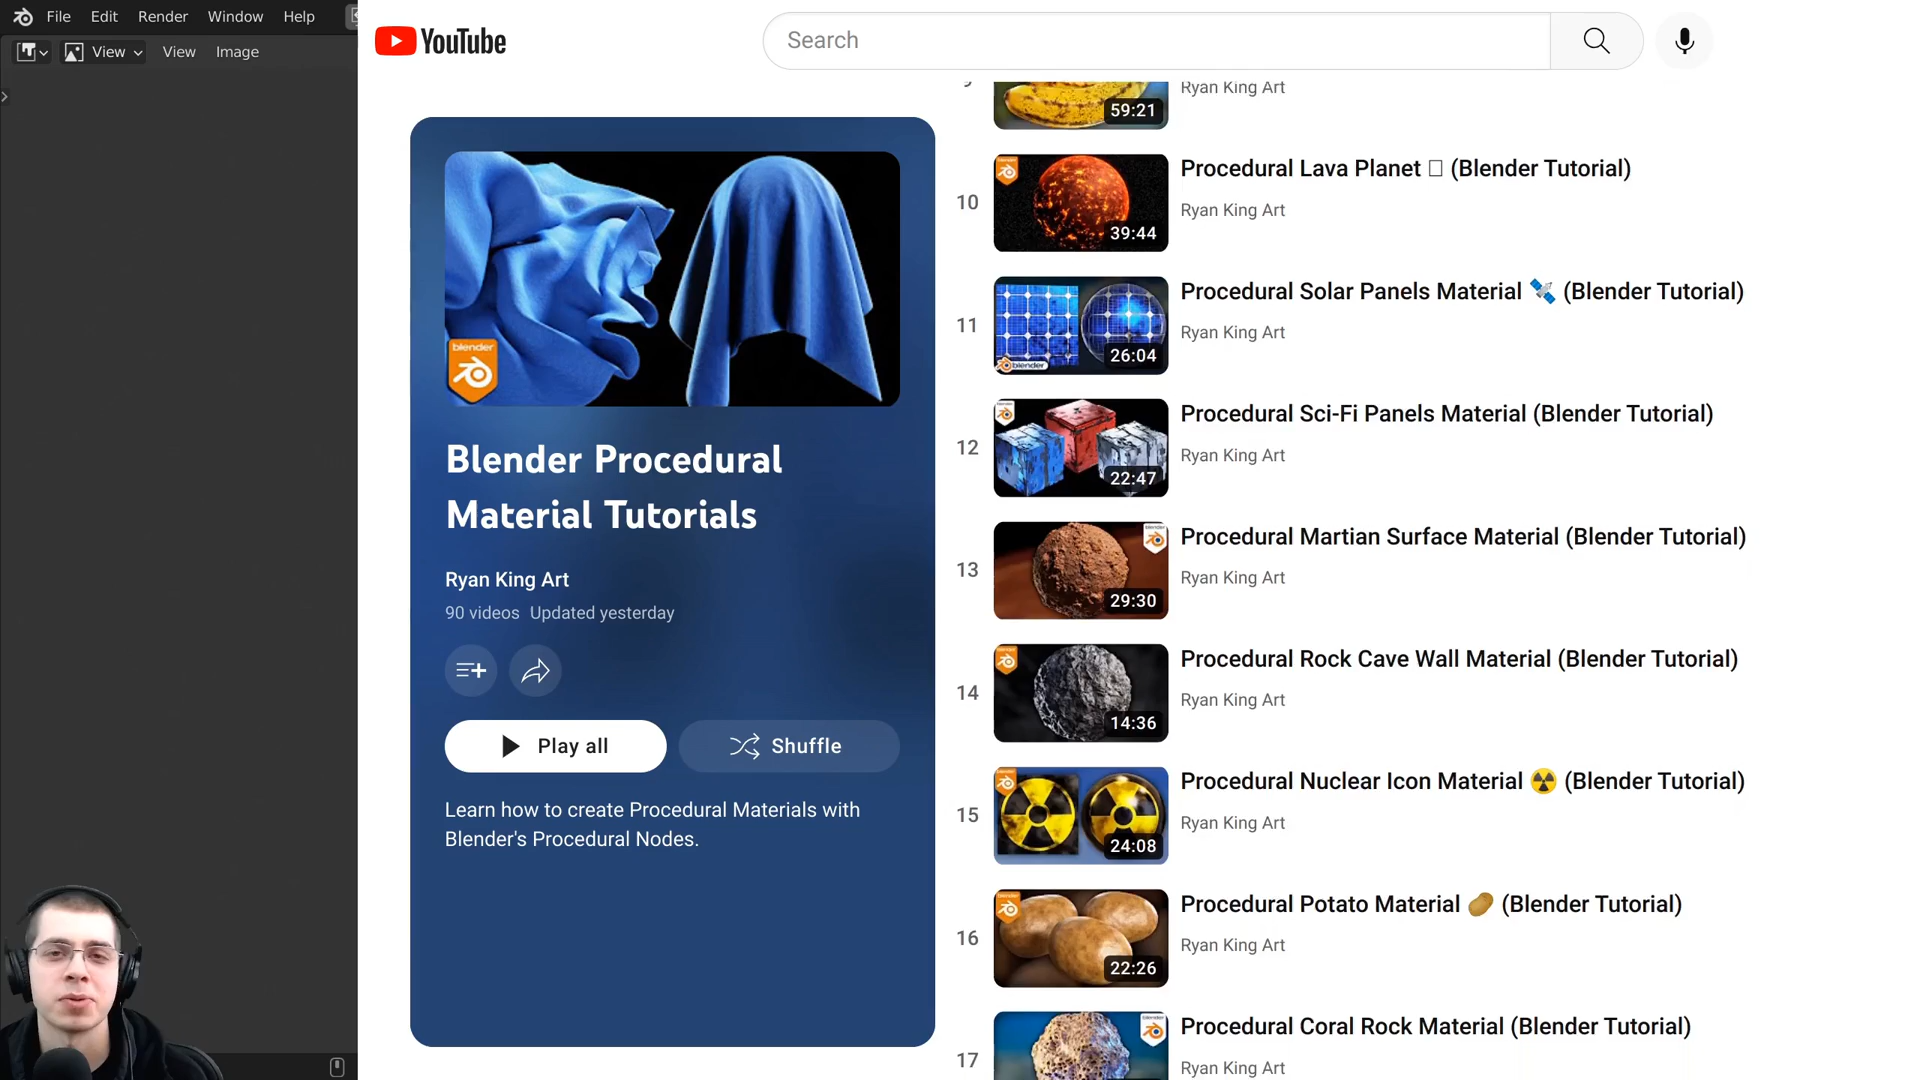 File Edit Render Window Help
View View Image
YouTube
Search
Ryan King Art
59:21
blender
Blender Procedural
Material Tutorials
Ryan King Art
90 videos Updated yesterday
Play all
Shuffle
Learn how to create Procedural Materials with
Blender's Procedural Nodes.
10
39:44
Procedural Lava Planet (Blender Tutorial)
Ryan King Art
11
blender
26:04
Procedural Solar Panels Material 🛰 (Blender Tutorial)
Ryan King Art
12
22:47
Procedural Sci-Fi Panels Material (Blender Tutorial)
Ryan King Art
13
29:30
Procedural Martian Surface Material (Blender Tutorial)
Ryan King Art
14
14:36
Procedural Rock Cave Wall Material (Blender Tutorial)
Ryan King Art
15
24:08
Procedural Nuclear Icon Material ☢ (Blender Tutorial)
Ryan King Art
16
22:26
Procedural Potato Material 🥔 (Blender Tutorial)
Ryan King Art
17
Procedural Coral Rock Material (Blender Tutorial)
Ryan King Art